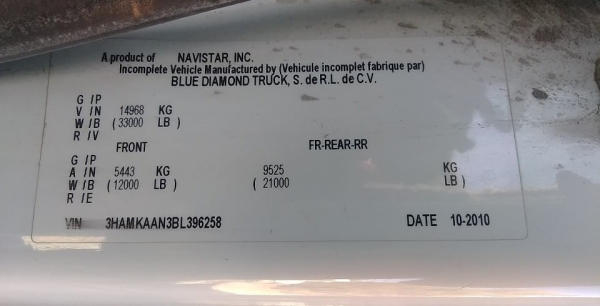 A product of NAVISTAR, INC.
Incomplete Vehicle Manufactured by (Vehicule incomplet fabrique par)
BLUE DIAMOND TRUCK, S. de R.L. de C.V.
G /P
V /N 14968 KG
W /B ( 33000 LB )
R /V
FRONT FR-REAR-RR
G /P
A /N 5443 KG 9525 KG
W /B ( 12000 LB ) ( 21000 LB )
R /E
VIN 3HAMKAAN3BL396258 DATE 10-2010